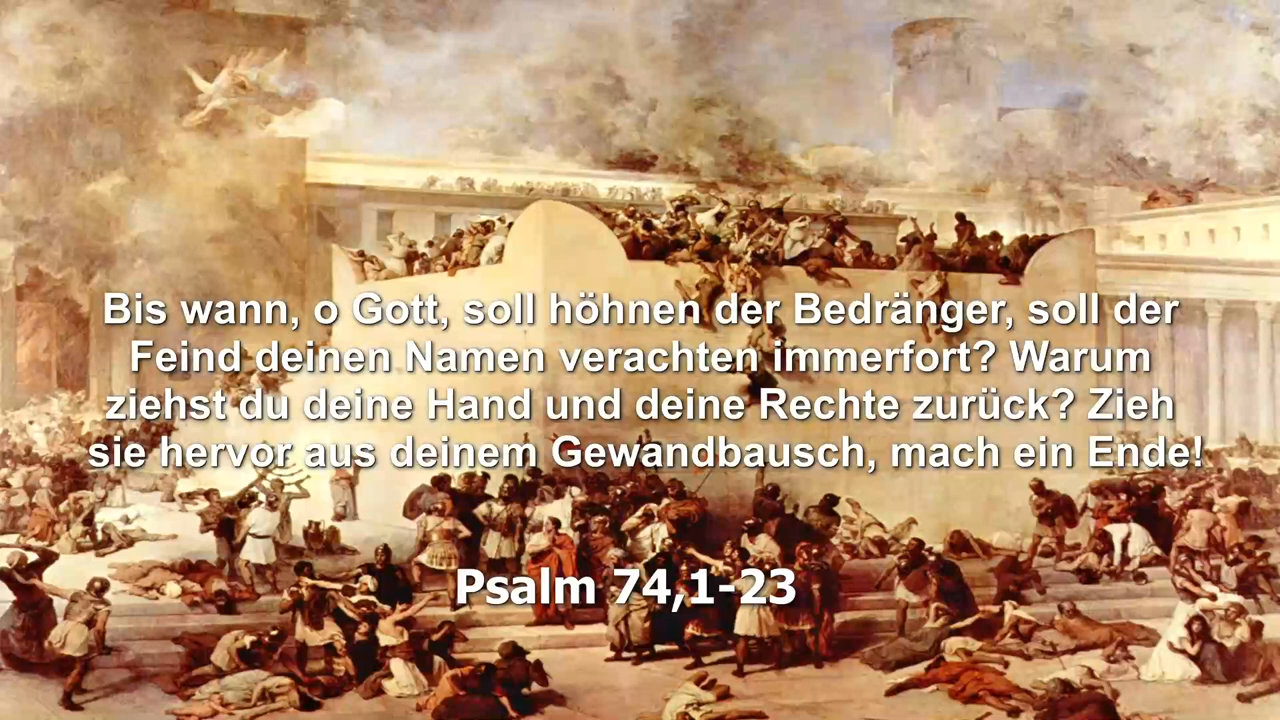 Bis wann, o Gott, soll höhnen der Bedränger, soll der
Feind deinen Namen verachten immerfort? Warum
ziehst du deine Hand und deine Rechte zurück? Zieh
sie hervor aus deinem Gewandbausch, mach ein Ende!
Psalm 74,1-23